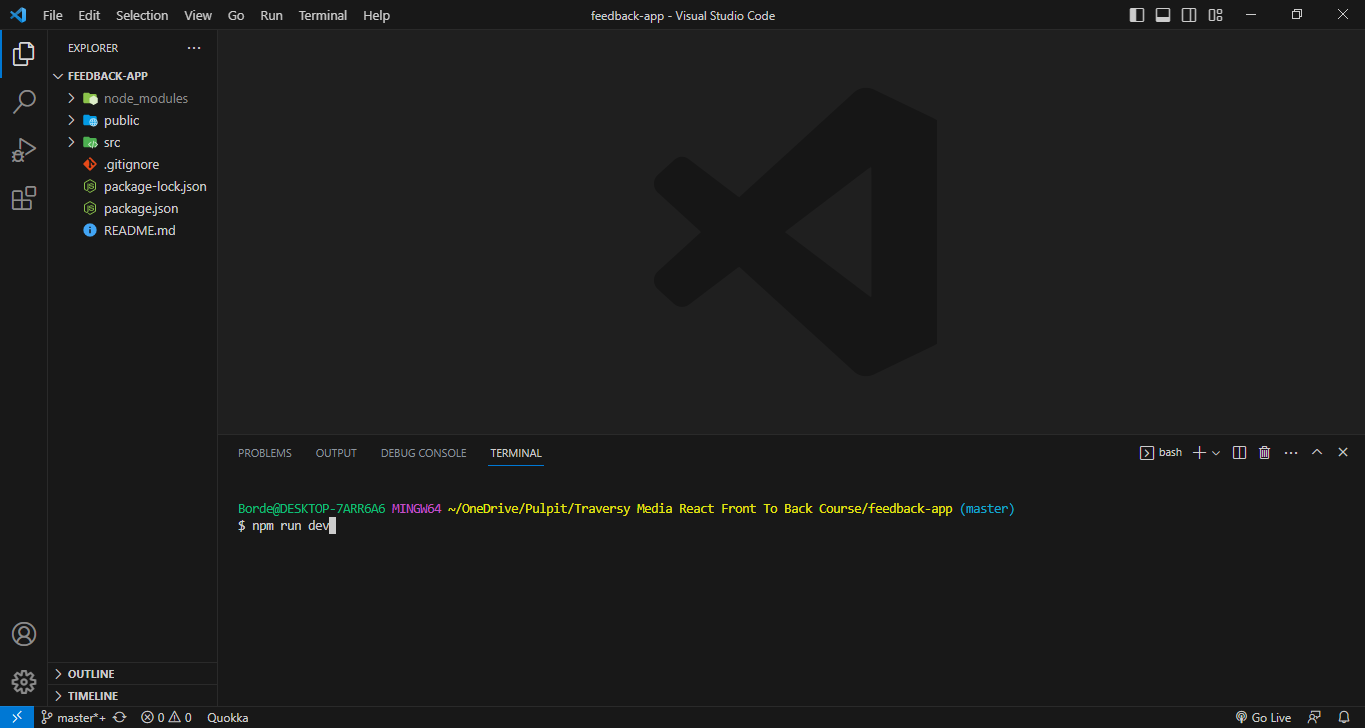 File Edit Selection View Go Run Terminal Help feedback-app - Visual Studio Code
EXPLORER
FEEDBACK-APP
node_modules
public
src
.gitignore
package-lock.json
package.json
README.md
OUTLINE
TIMELINE
PROBLEMS OUTPUT DEBUG CONSOLE TERMINAL bash
Borde@DESKTOP-7ARR6A6 MINGW64 ~/OneDrive/Pulpit/Traversy Media React Front To Back Course/feedback-app (master)
$ npm run dev
master*+ 0 0 Quokka Go Live